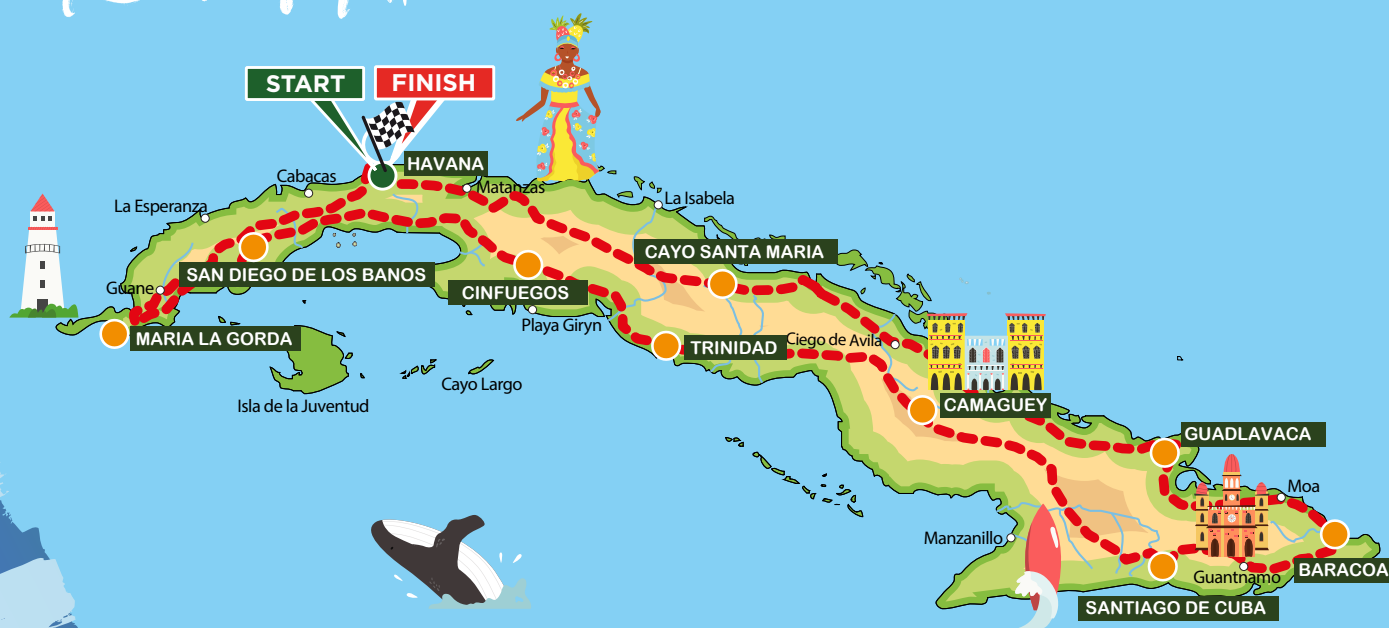 START
FINISH
HAVANA
Cabacas
Matanzas
La Esperanza
La Isabela
CAYO SANTA MARIA
SAN DIEGO DE LOS BANOS
Guane
CINFUEGOS
Playa Giryn
MARIA LA GORDA
TRINIDAD
Ciego de Avila
Cayo Largo
Isla de la Juventud
CAMAGUEY
GUADLAVACA
Moa
Manzanillo
Guantnamo
BARACOA
SANTIAGO DE CUBA